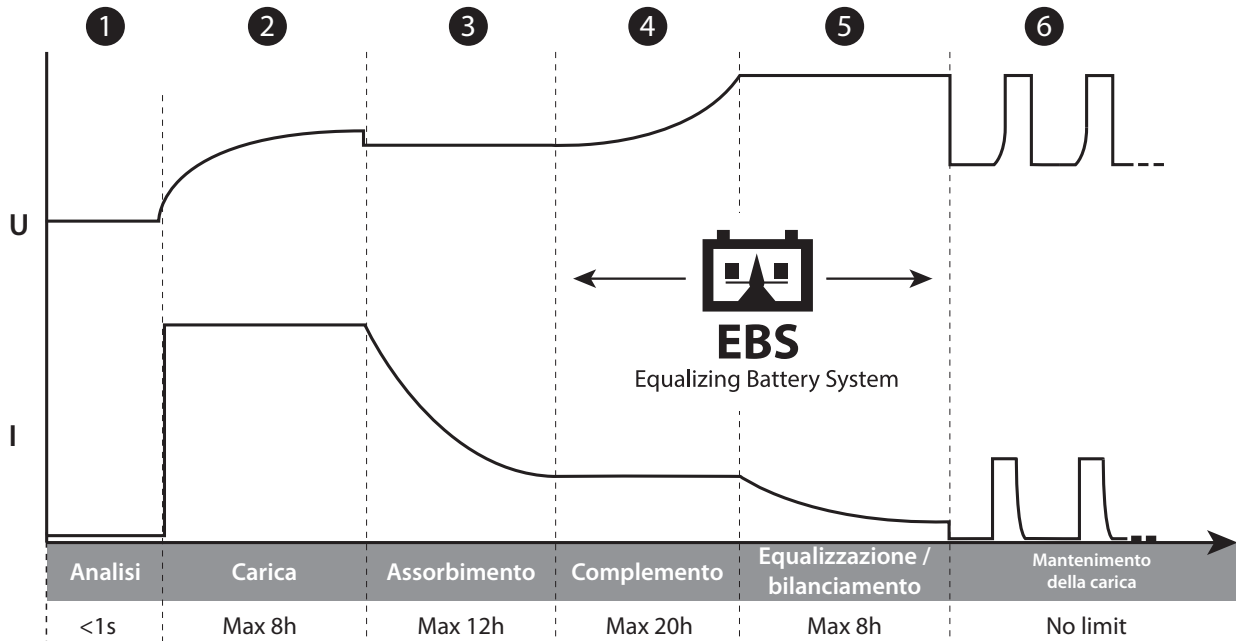 1 2 3 4 5 6
U
EBS
Equalizing Battery System
I
Analisi Carica Assorbimento Complemento Equalizzazione / bilanciamento Mantenimento della carica
<1s Max 8h Max 12h Max 20h Max 8h No limit